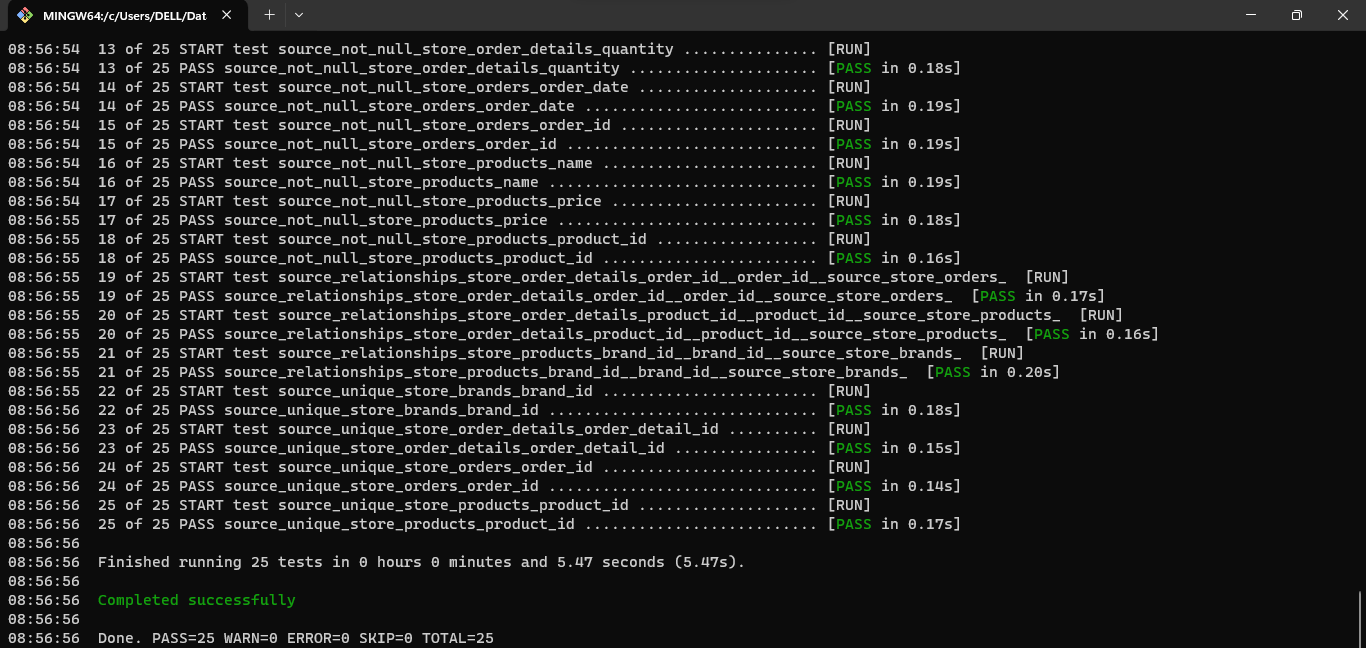 MINGW64:/c/Users/DELL/Dat
08:56:54  13 of 25 START test source_not_null_store_order_details_quantity ............... [RUN]
08:56:54  13 of 25 PASS source_not_null_store_order_details_quantity ..................... [PASS in 0.18s]
08:56:54  14 of 25 START test source_not_null_store_orders_order_date .................... [RUN]
08:56:54  14 of 25 PASS source_not_null_store_orders_order_date .......................... [PASS in 0.19s]
08:56:54  15 of 25 START test source_not_null_store_orders_order_id ...................... [RUN]
08:56:54  15 of 25 PASS source_not_null_store_orders_order_id ............................ [PASS in 0.19s]
08:56:54  16 of 25 START test source_not_null_store_products_name ........................ [RUN]
08:56:54  16 of 25 PASS source_not_null_store_products_name .............................. [PASS in 0.19s]
08:56:54  17 of 25 START test source_not_null_store_products_price ....................... [RUN]
08:56:55  17 of 25 PASS source_not_null_store_products_price ............................. [PASS in 0.18s]
08:56:55  18 of 25 START test source_not_null_store_products_product_id .................. [RUN]
08:56:55  18 of 25 PASS source_not_null_store_products_product_id ........................ [PASS in 0.16s]
08:56:55  19 of 25 START test source_relationships_store_order_details_order_id__order_id__source_store_orders_  [RUN]
08:56:55  19 of 25 PASS source_relationships_store_order_details_order_id__order_id__source_store_orders_  [PASS in 0.17s]
08:56:55  20 of 25 START test source_relationships_store_order_details_product_id__product_id__source_store_products_  [RUN]
08:56:55  20 of 25 PASS source_relationships_store_order_details_product_id__product_id__source_store_products_  [PASS in 0.16s]
08:56:55  21 of 25 START test source_relationships_store_products_brand_id__brand_id__source_store_brands_  [RUN]
08:56:55  21 of 25 PASS source_relationships_store_products_brand_id__brand_id__source_store_brands_  [PASS in 0.20s]
08:56:55  22 of 25 START test source_unique_store_brands_brand_id ........................ [RUN]
08:56:56  22 of 25 PASS source_unique_store_brands_brand_id .............................. [PASS in 0.18s]
08:56:56  23 of 25 START test source_unique_store_order_details_order_detail_id .......... [RUN]
08:56:56  23 of 25 PASS source_unique_store_order_details_order_detail_id ................ [PASS in 0.15s]
08:56:56  24 of 25 START test source_unique_store_orders_order_id ........................ [RUN]
08:56:56  24 of 25 PASS source_unique_store_orders_order_id .............................. [PASS in 0.14s]
08:56:56  25 of 25 START test source_unique_store_products_product_id .................... [RUN]
08:56:56  25 of 25 PASS source_unique_store_products_product_id .......................... [PASS in 0.17s]
08:56:56
08:56:56  Finished running 25 tests in 0 hours 0 minutes and 5.47 seconds (5.47s).
08:56:56
08:56:56  Completed successfully
08:56:56
08:56:56  Done. PASS=25 WARN=0 ERROR=0 SKIP=0 TOTAL=25